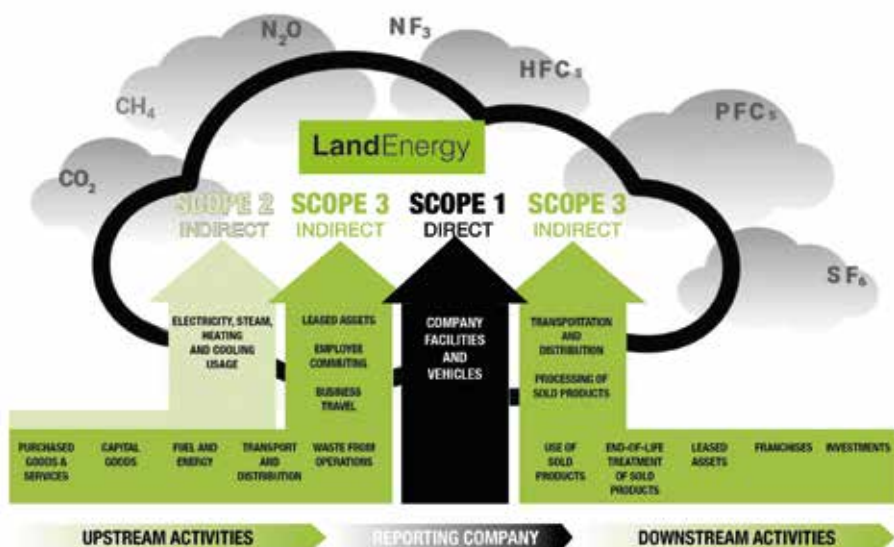 N₂O
NF₃
HFCs
CH₄
PFCs
CO₂
SF₆
LandEnergy
SCOPE 2
INDIRECT
SCOPE 3
INDIRECT
SCOPE 1
DIRECT
SCOPE 3
INDIRECT
ELECTRICITY, STEAM,
HEATING
AND COOLING
USAGE
LEASED ASSETS
EMPLOYEE
COMMUTING
BUSINESS
TRAVEL
COMPANY
FACILITIES
AND
VEHICLES
TRANSPORTATION
AND
DISTRIBUTION
PROCESSING OF
SOLD PRODUCTS
PURCHASED
GOODS &
SERVICES
CAPITAL
GOODS
FUEL AND
ENERGY
TRANSPORT
AND
DISTRIBUTION
WASTE FROM
OPERATIONS
USE OF
SOLD
PRODUCTS
END-OF-LIFE
TREATMENT
OF SOLD
PRODUCTS
LEASED
ASSETS
FRANCHISES
INVESTMENTS
UPSTREAM ACTIVITIES
REPORTING COMPANY
DOWNSTREAM ACTIVITIES